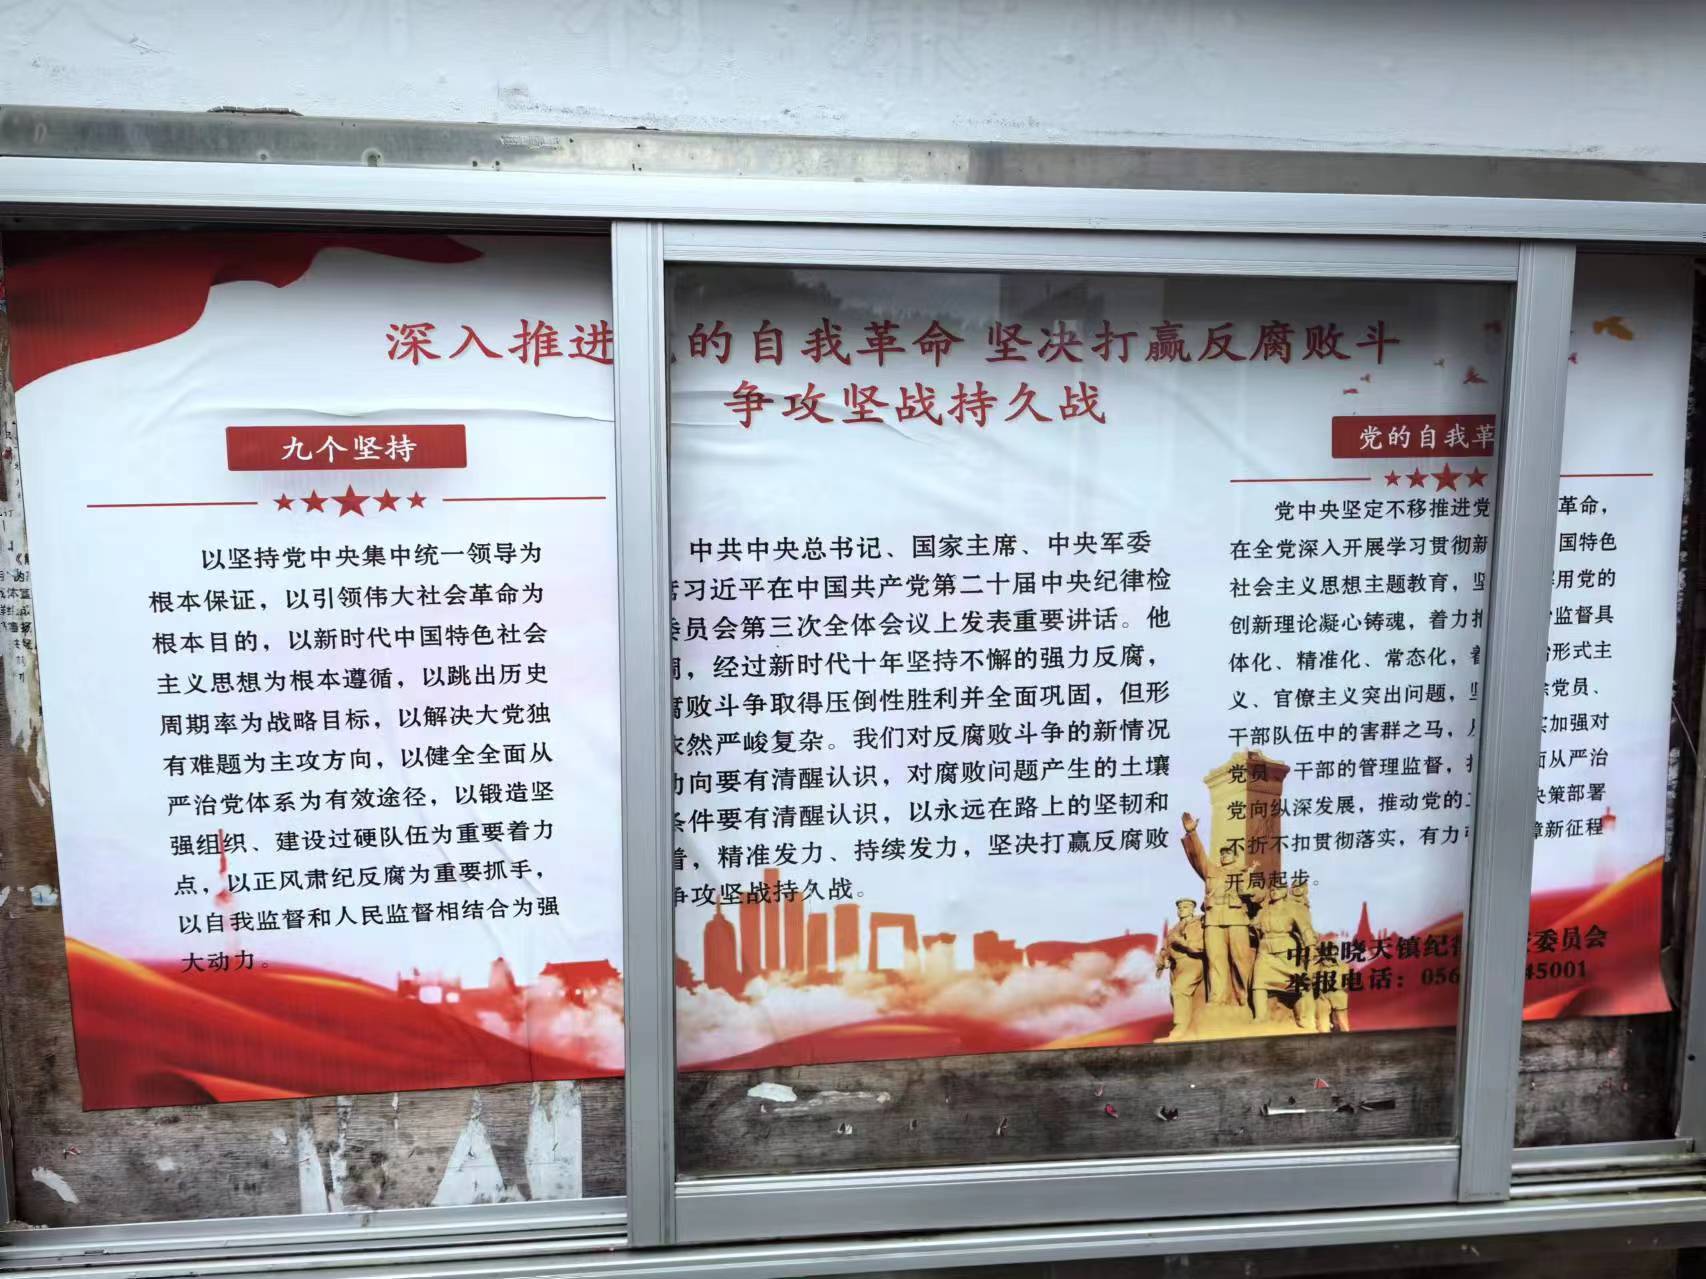 深入推进 的自我革命 坚决打赢反腐败斗
争攻坚战持久战
九个坚持
以坚持党中央集中统一领导为
根本保证，以引领伟大社会革命为
根本目的，以新时代中国特色社会
主义思想为根本遵循，以跳出历史
周期率为战略目标，以解决大党独
有难题为主攻方向，以健全全面从
严治党体系为有效途径，以锻造坚
强组织、建设过硬队伍为重要着力
点，以正风肃纪反腐为重要抓手，
以自我监督和人民监督相结合为强
大动力。
中共中央总书记、国家主席、中央军委
习近平在中国共产党第二十届中央纪律检
委员会第三次全体会议上发表重要讲话。他
，经过新时代十年坚持不懈的强力反腐，
腐败斗争取得压倒性胜利并全面巩固，但形
依然严峻复杂。我们对反腐败斗争的新情况
动向要有清醒认识，对腐败问题产生的土壤
条件要有清醒认识，以永远在路上的坚韧和
着，精准发力、持续发力，坚决打赢反腐败
争攻坚战持久战。
党的自我革
党中央坚定不移推进党 革命，
在全党深入开展学习贯彻新 国特色
社会主义思想主题教育，坚 用党的
创新理论凝心铸魂，着力推 监督具
体化、精准化、常态化，着 形式主
义、官僚主义突出问题，坚 党员、
干部队伍中的害群之马， 加强对
党员、干部的管理监督， 面从严治
党向纵深发展，推动党的二 决策部署
不折不扣贯彻落实，有力 障新征程
开局起步。
中共晓天镇纪 委员会
举报电话：056 45001